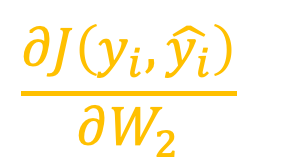 ∂J(yᵢ, ŷᵢ)
∂W₂